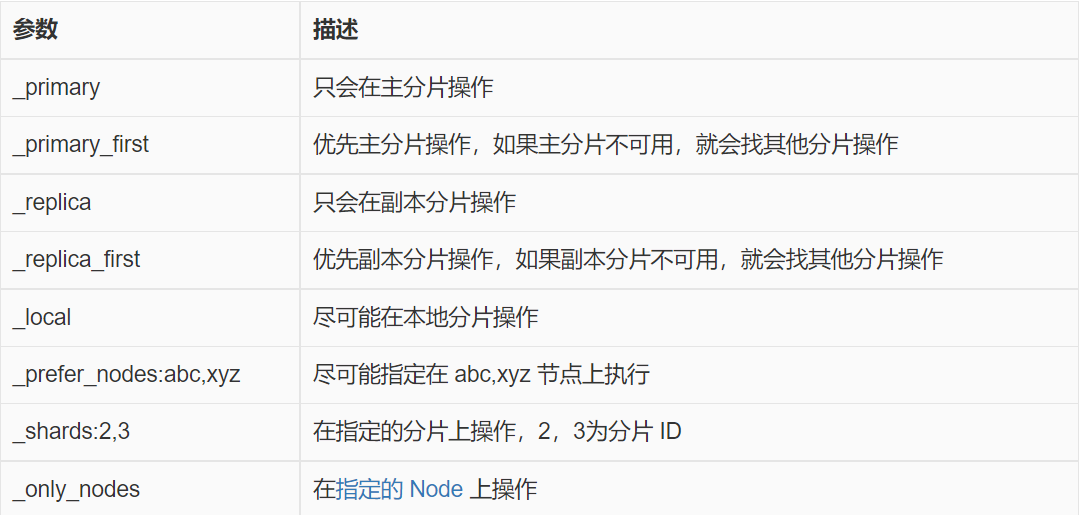 参数 描述
_primary 只会在主分片操作
_primary_first 优先主分片操作，如果主分片不可用，就会找其他分片操作
_replica 只会在副本分片操作
_replica_first 优先副本分片操作，如果副本分片不可用，就会找其他分片操作
_local 尽可能在本地分片操作
_prefer_nodes:abc,xyz 尽可能指定在 abc,xyz 节点上执行
_shards:2,3 在指定的分片上操作，2，3为分片 ID
_only_nodes 在指定的 Node 上操作